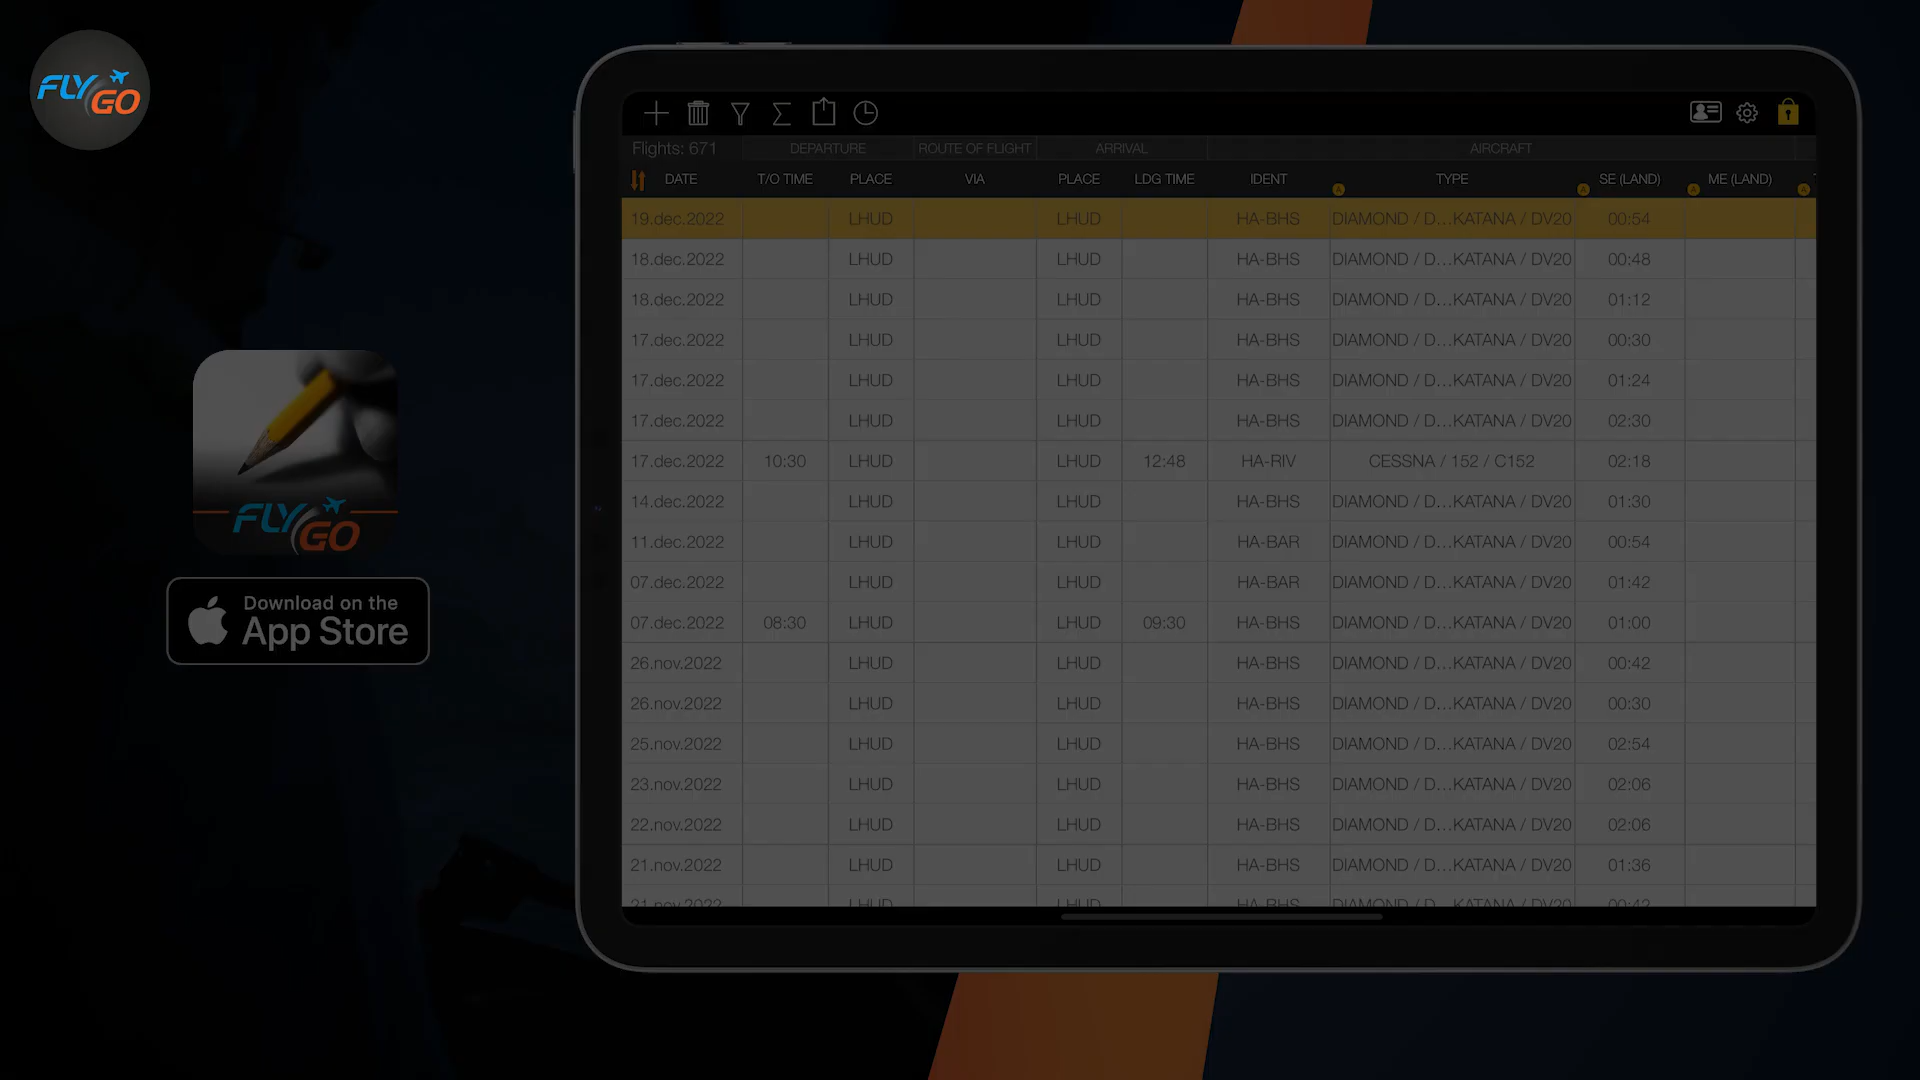 FLY GO
FLY GO
Download on the
App Store
Flights: 671 DEPARTURE ROUTE OF FLIGHT ARRIVAL AIRCRAFT
DATE T/O TIME PLACE VIA PLACE LDG TIME IDENT TYPE SE (LAND) ME (LAND)
19.dec.2022 LHUD LHUD HA-BHS DIAMOND / D...KATANA / DV20 00:54
18.dec.2022 LHUD LHUD HA-BHS DIAMOND / D...KATANA / DV20 00:48
18.dec.2022 LHUD LHUD HA-BHS DIAMOND / D...KATANA / DV20 01:12
17.dec.2022 LHUD LHUD HA-BHS DIAMOND / D...KATANA / DV20 00:30
17.dec.2022 LHUD LHUD HA-BHS DIAMOND / D...KATANA / DV20 01:24
17.dec.2022 LHUD LHUD HA-BHS DIAMOND / D...KATANA / DV20 02:30
17.dec.2022 10:30 LHUD LHUD 12:48 HA-RIV CESSNA / 152 / C152 02:18
14.dec.2022 LHUD LHUD HA-BHS DIAMOND / D...KATANA / DV20 01:30
11.dec.2022 LHUD LHUD HA-BAR DIAMOND / D...KATANA / DV20 00:54
07.dec.2022 LHUD LHUD HA-BAR DIAMOND / D...KATANA / DV20 01:42
07.dec.2022 08:30 LHUD LHUD 09:30 HA-BHS DIAMOND / D...KATANA / DV20 01:00
26.nov.2022 LHUD LHUD HA-BHS DIAMOND / D...KATANA / DV20 00:42
26.nov.2022 LHUD LHUD HA-BHS DIAMOND / D...KATANA / DV20 00:30
25.nov.2022 LHUD LHUD HA-BHS DIAMOND / D...KATANA / DV20 02:54
23.nov.2022 LHUD LHUD HA-BHS DIAMOND / D...KATANA / DV20 02:06
22.nov.2022 LHUD LHUD HA-BHS DIAMOND / D...KATANA / DV20 02:06
21.nov.2022 LHUD LHUD HA-BHS DIAMOND / D...KATANA / DV20 01:36
21.nov.2022 LHUD LHUD HA-BHS DIAMOND / D...KATANA / DV20 00:42